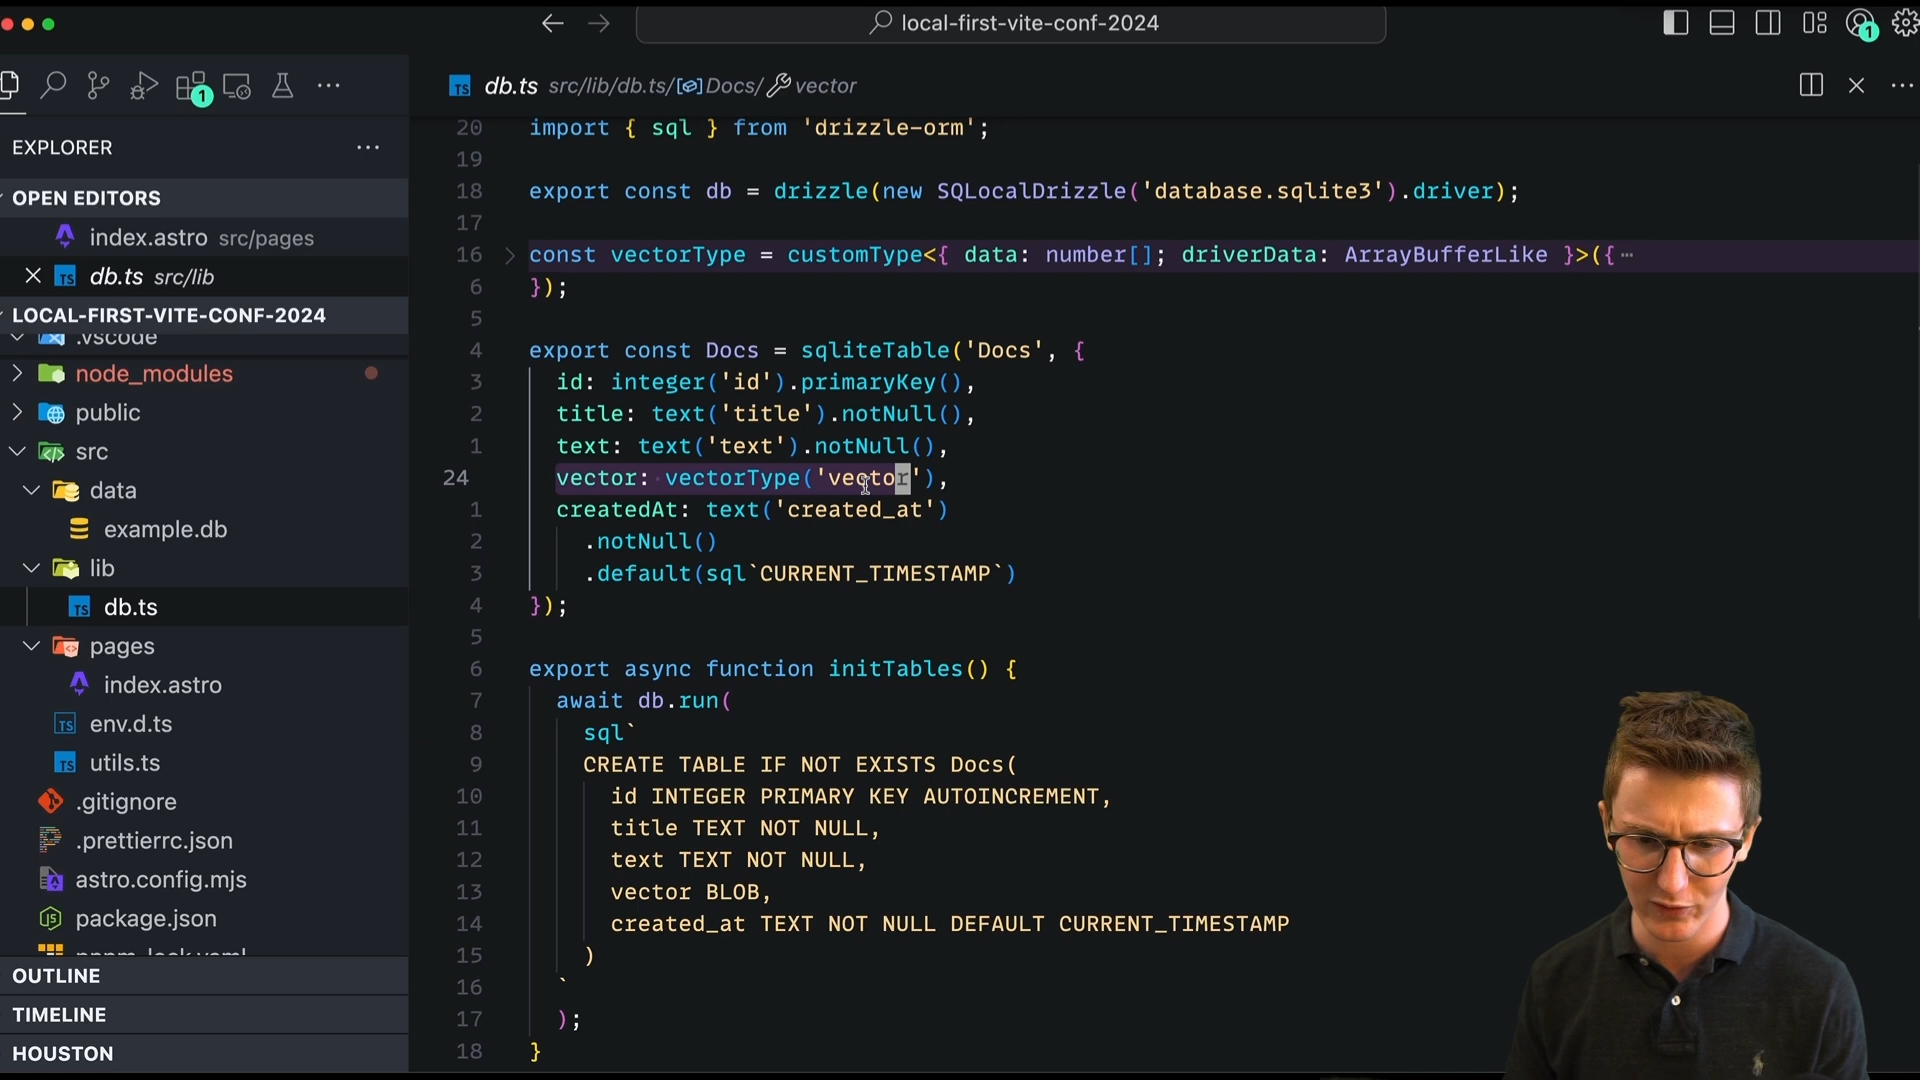 local-first-vite-conf-2024
1
1
EXPLORER
OPEN EDITORS
index.astro src/pages
db.ts src/lib
LOCAL-FIRST-VITE-CONF-2024
.vscode
node_modules
public
src
data
example.db
lib
db.ts
pages
index.astro
env.d.ts
utils.ts
.gitignore
.prettierrc.json
astro.config.mjs
package.json
OUTLINE
TIMELINE
HOUSTON
TS db.ts src/lib/db.ts/Docs/vector
20 import { sql } from 'drizzle-orm';
19
18 export const db = drizzle(new SQLocalDrizzle('database.sqlite3').driver);
17
16 const vectorType = customType<{ data: number[]; driverData: ArrayBufferLike }>({⋯
6 });
5
4 export const Docs = sqliteTable('Docs', {
3 id: integer('id').primaryKey(),
2 title: text('title').notNull(),
1 text: text('text').notNull(),
24 vector: vectorType('vector'),
1 createdAt: text('created_at')
2 .notNull()
3 .default(sql`CURRENT_TIMESTAMP`)
4 });
5
6 export async function initTables() {
7 await db.run(
8 sql`
9 CREATE TABLE IF NOT EXISTS Docs(
10 id INTEGER PRIMARY KEY AUTOINCREMENT,
11 title TEXT NOT NULL,
12 text TEXT NOT NULL,
13 vector BLOB,
14 created_at TEXT NOT NULL DEFAULT CURRENT_TIMESTAMP
15 )
16 `
17 );
18 }